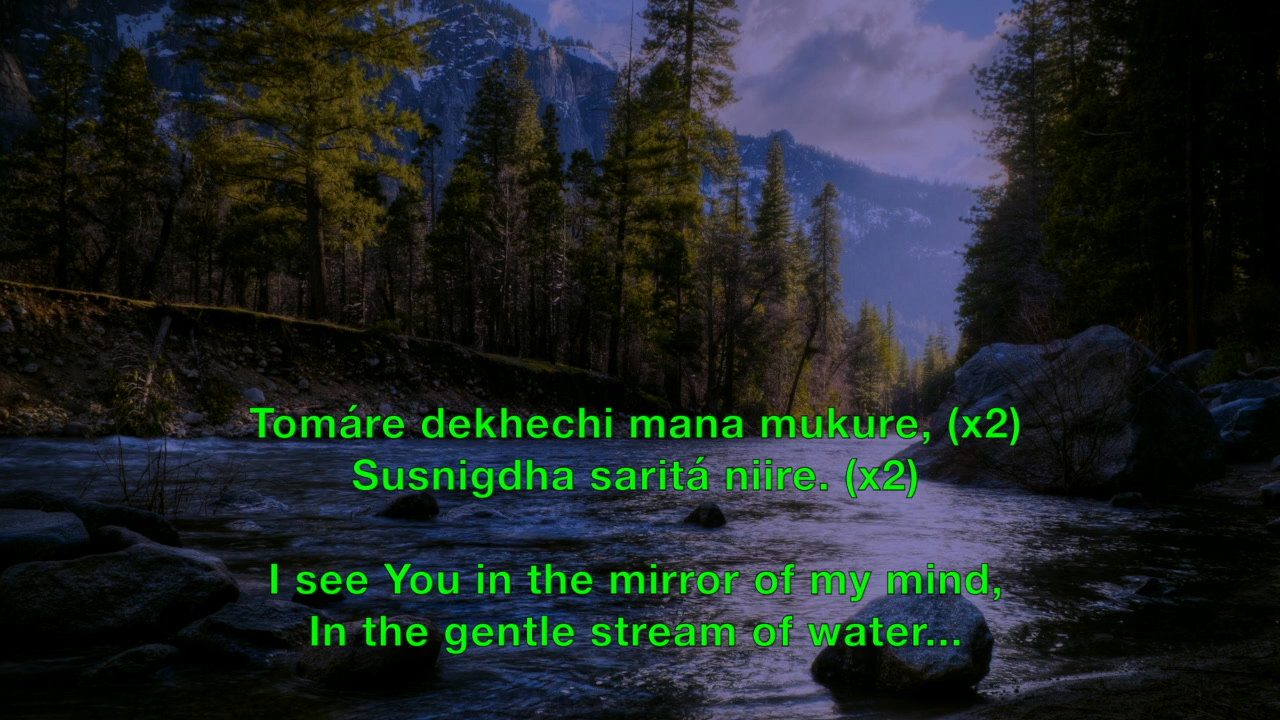 Tomáre dekhechi mana mukure, (x2)
Susnigdha saritá niire. (x2)
I see You in the mirror of my mind,
In the gentle stream of water...